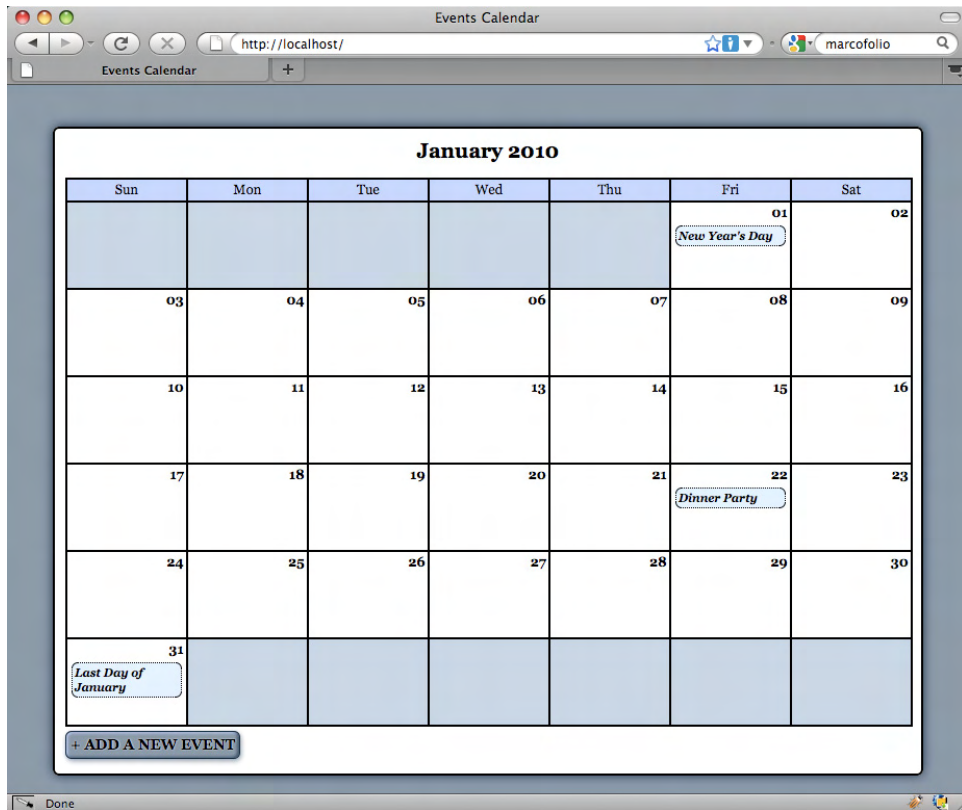 Events Calendar
http://localhost/
marcofolio
Events Calendar
+
January 2010
Sun Mon Tue Wed Thu Fri Sat
01 02
New Year's Day
03 04 05 06 07 08 09
10 11 12 13 14 15 16
17 18 19 20 21 22 23
Dinner Party
24 25 26 27 28 29 30
31
Last Day of
January
+ ADD A NEW EVENT
Done